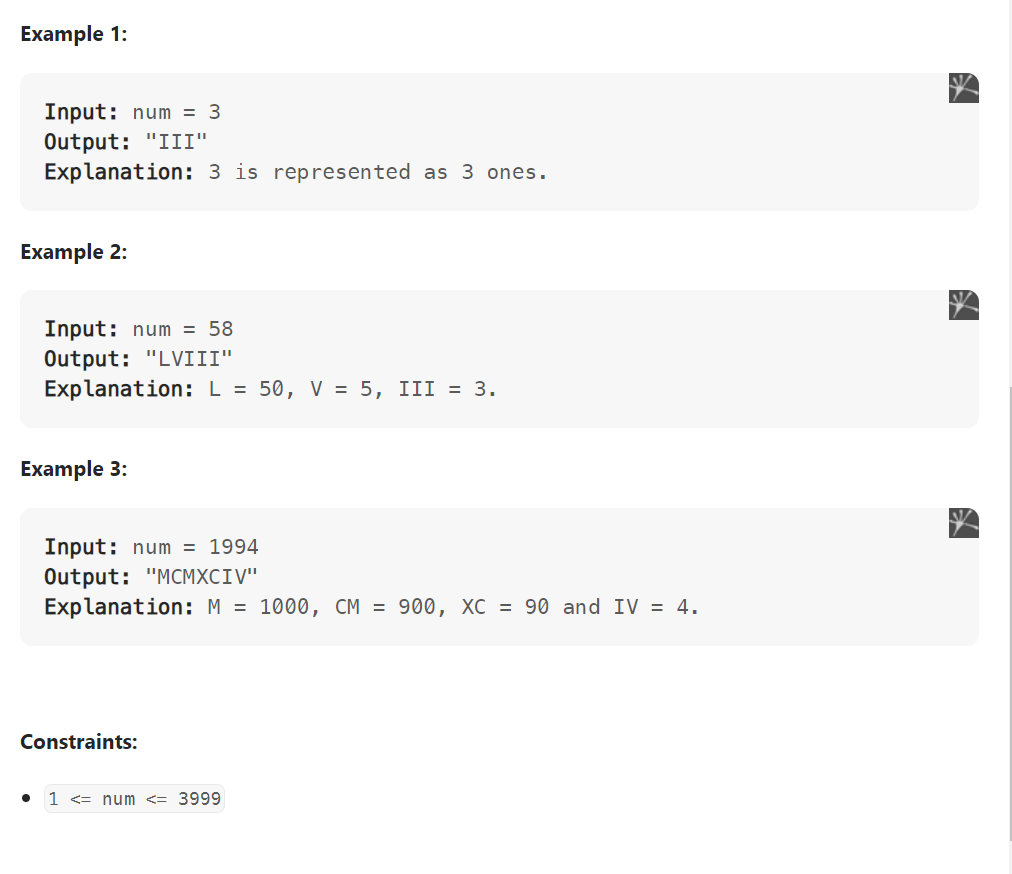 Example 1:
Input: num = 3
Output: "III"
Explanation: 3 is represented as 3 ones.
Example 2:
Input: num = 58
Output: "LVIII"
Explanation: L = 50, V = 5, III = 3.
Example 3:
Input: num = 1994
Output: "MCMXCIV"
Explanation: M = 1000, CM = 900, XC = 90 and IV = 4.
Constraints:
1 <= num <= 3999